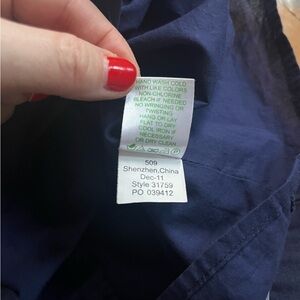 HAND WASH COLD
WITH LIKE COLORS
NON-CHLORINE
BLEACH IF NEEDED
NO WRINGING OR
TWISTING
HAND OR LAY
FLAT TO DRY
COOL IRON IF
NECESSARY
OR DRY CLEAN
509
Shenzhen,China
Dec-11
Style 31759
PO 039412